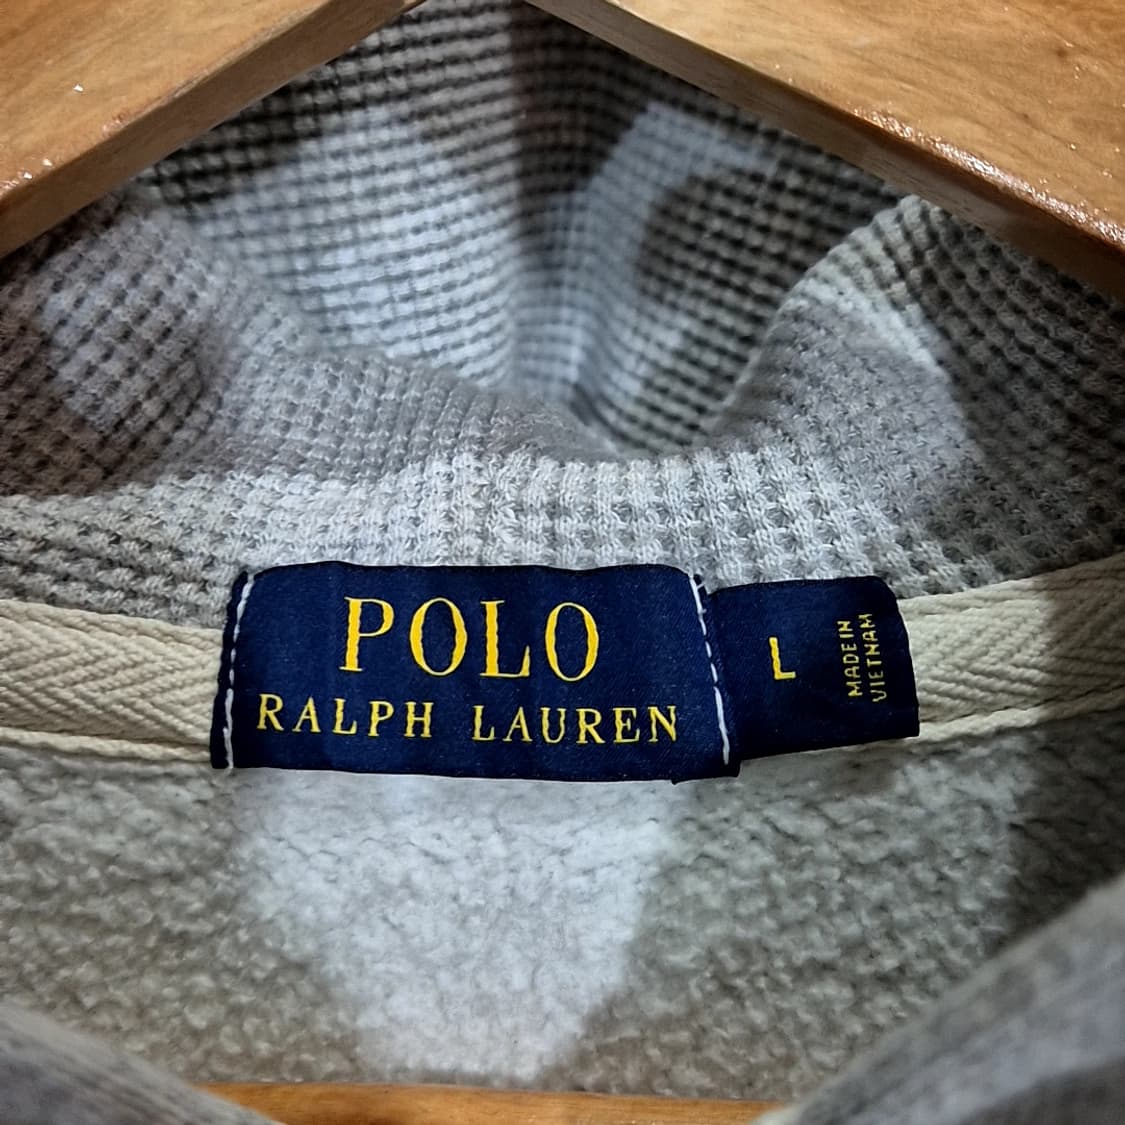 POLO
RALPH LAUREN
L
MADE IN
VIETNAM